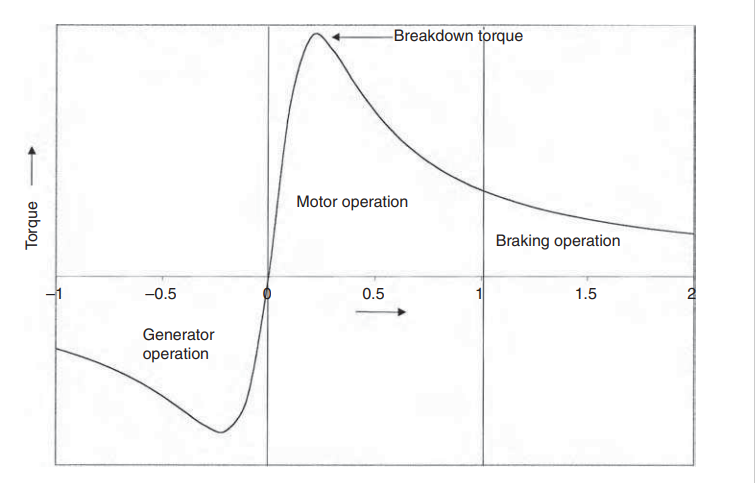 Breakdown torque
Torque
Motor operation
Braking operation
–1
–0.5
0
0.5
1
1.5
2
Generator
operation